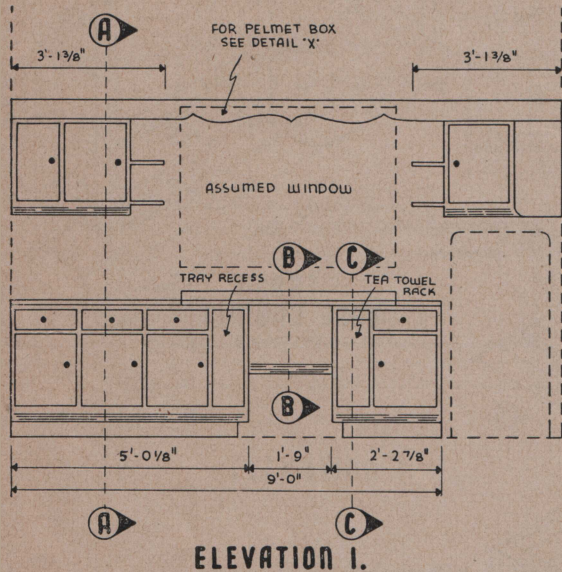 A
FOR PELMET BOX
SEE DETAIL "X"
3'-1 3/8"
3'-1 3/8"
ASSUMED WINDOW
B
C
TRAY RECESS
TEA TOWEL
RACK
B
5'-0 1/8"
1'-9"
2'-2 7/8"
9'-0"
A
C
ELEVATION 1.